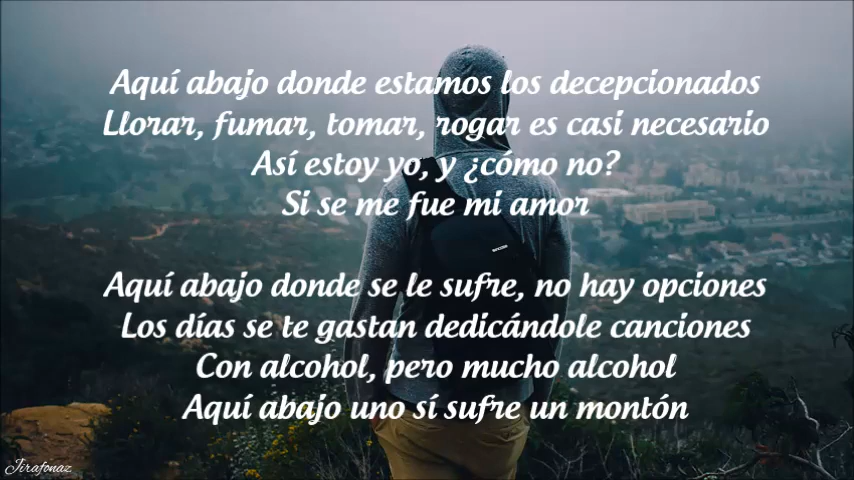 Aquí abajo donde estamos los decepcionados
Llorar, fumar, tomar, rogar es casi necesario
Así estoy yo, y ¿cómo no?
Si se me fue mi amor
Aquí abajo donde se le sufre, no hay opciones
Los días se te gastan dedicándole canciones
Con alcohol, pero mucho alcohol
Aquí abajo uno sí sufre un montón
Jirafonaz